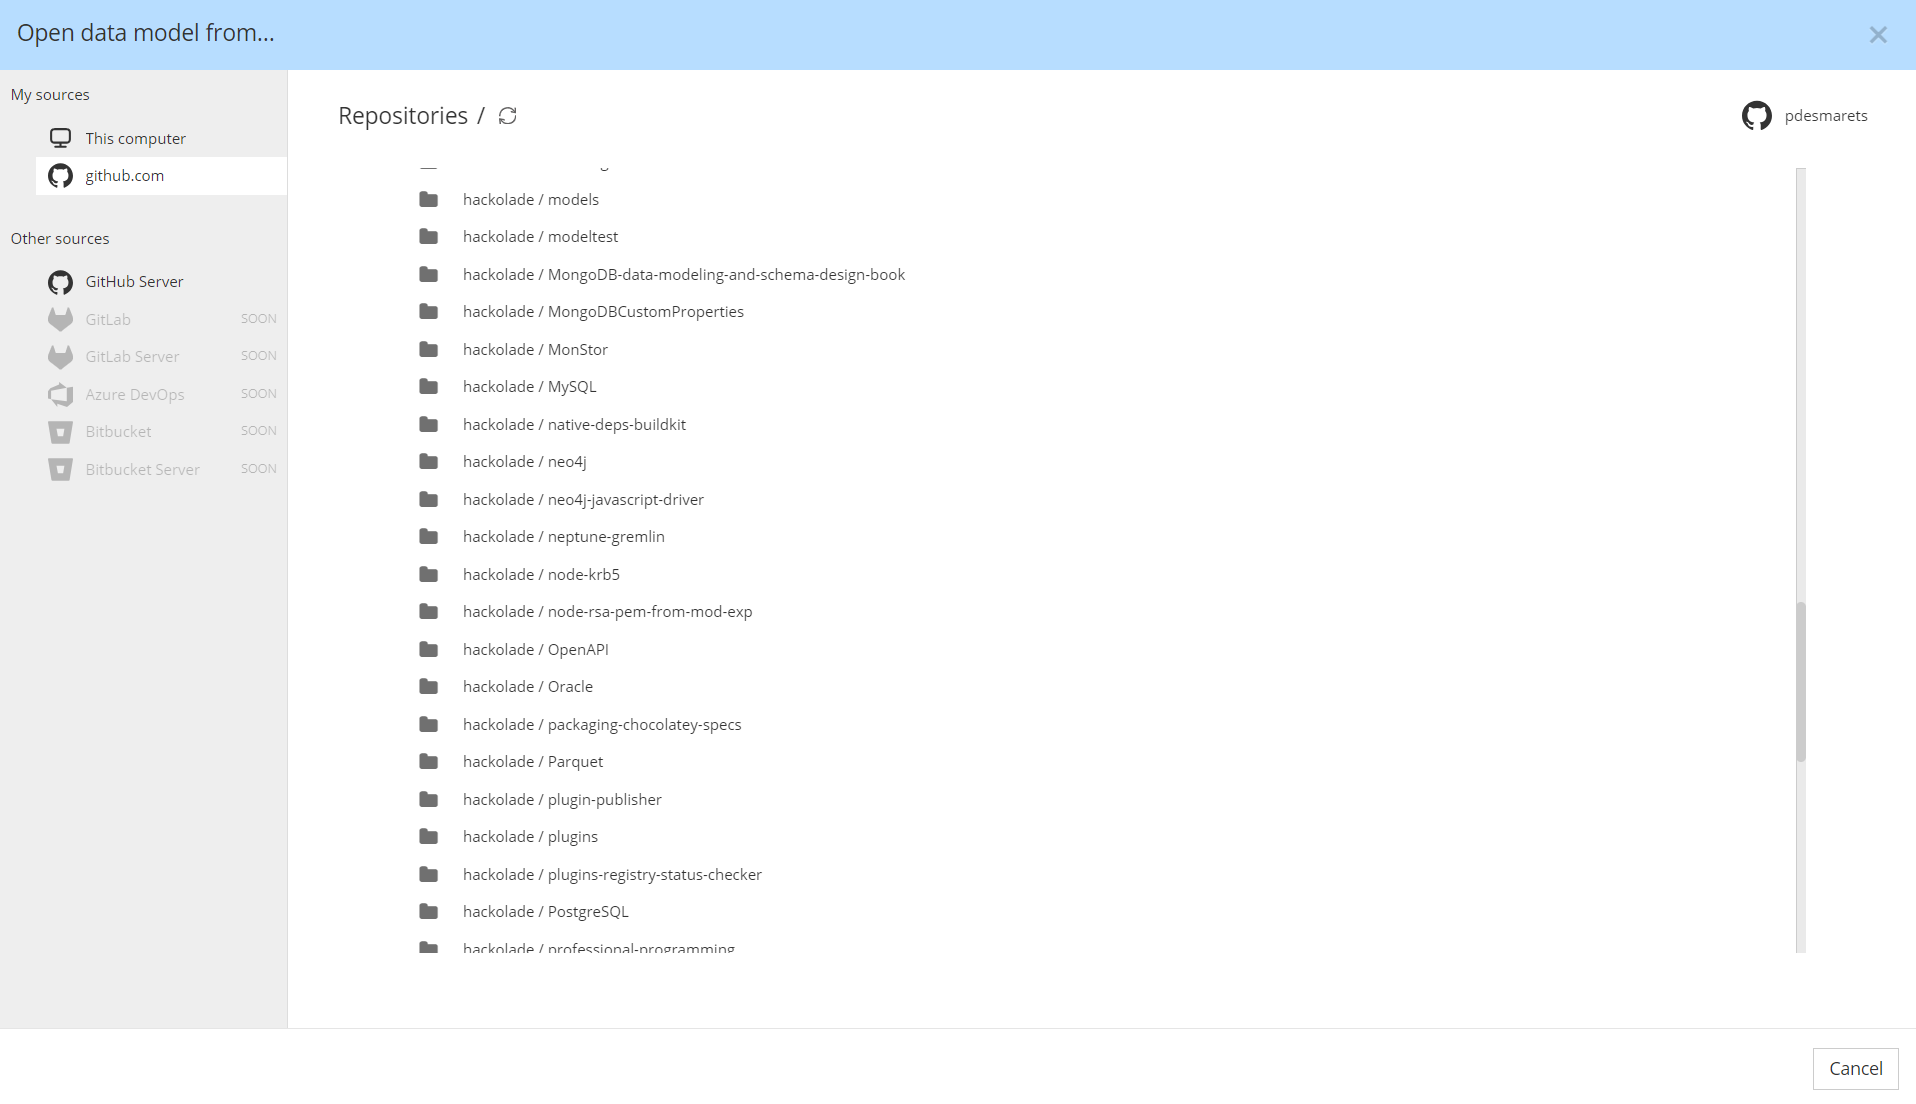 Open data model from...
My sources
This computer
github.com
Other sources
GitHub Server
GitLab SOON
GitLab Server SOON
Azure DevOps SOON
Bitbucket SOON
Bitbucket Server SOON
Repositories /
pdesmarets
hackolade / models
hackolade / modeltest
hackolade / MongoDB-data-modeling-and-schema-design-book
hackolade / MongoDBCustomProperties
hackolade / MonStor
hackolade / MySQL
hackolade / native-deps-buildkit
hackolade / neo4j
hackolade / neo4j-javascript-driver
hackolade / neptune-gremlin
hackolade / node-krb5
hackolade / node-rsa-pem-from-mod-exp
hackolade / OpenAPI
hackolade / Oracle
hackolade / packaging-chocolatey-specs
hackolade / Parquet
hackolade / plugin-publisher
hackolade / plugins
hackolade / plugins-registry-status-checker
hackolade / PostgreSQL
hackolade / professional-programming
Cancel